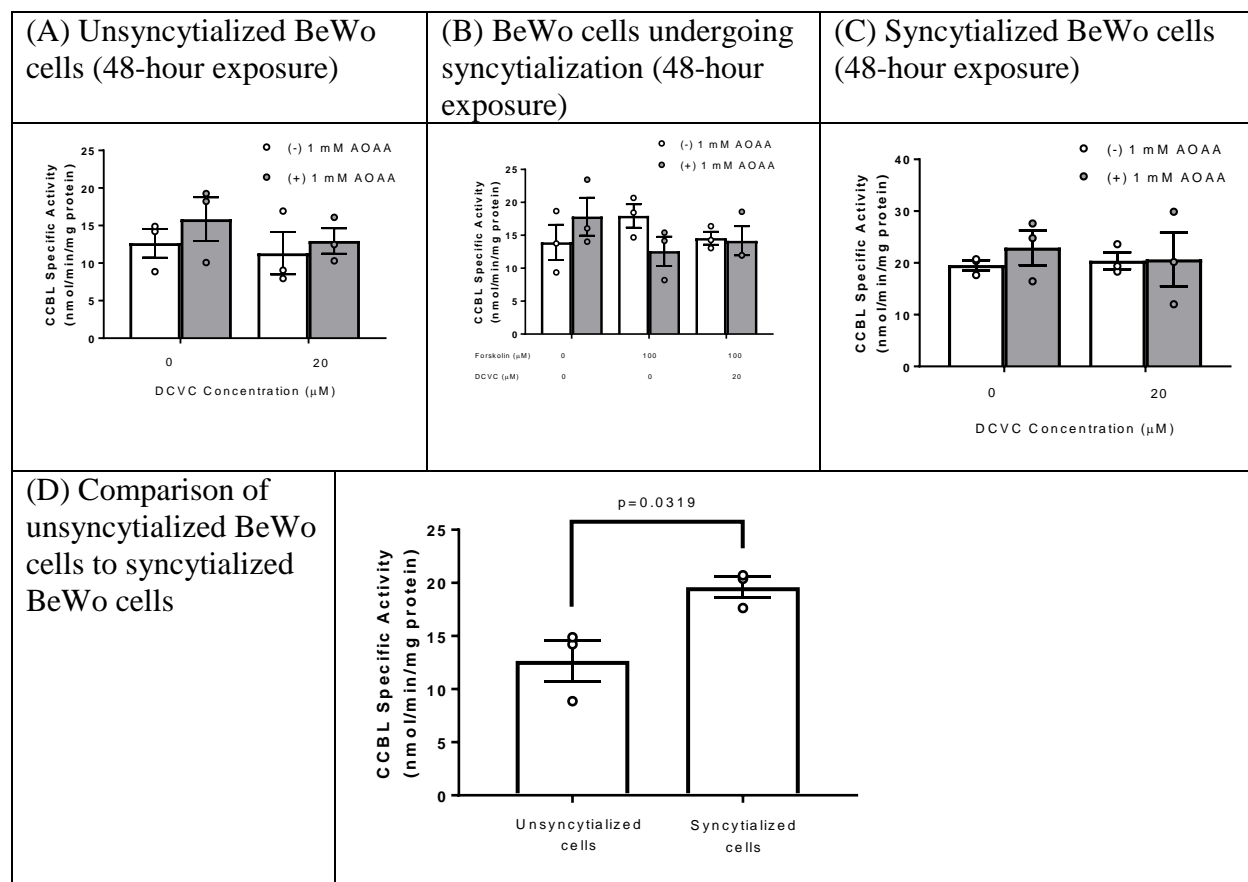 (A) Unsyncytialized BeWo
cells (48-hour exposure)
(B) BeWo cells undergoing
syncytialization (48-hour
exposure)
(C) Syncytialized BeWo cells
(48-hour exposure)
CCBL Specific Activity
(nmol/min/mg protein)
25
20
15
10
5
0
(-) 1 mM AOAA
(+) 1 mM AOAA
0
20
DCVC Concentration (μM)
CCBL Specific Activity
(nmol/min/mg protein)
25
20
15
10
5
0
(-) 1 mM AOAA
(+) 1 mM AOAA
Forskolin (μM) 0 100 100
DCVC (μM) 0 0 20
CCBL Specific Activity
(nmol/min/mg protein)
40
30
20
10
0
(-) 1 mM AOAA
(+) 1 mM AOAA
0
20
DCVC Concentration (μM)
(D) Comparison of
unsyncytialized BeWo
cells to syncytialized
BeWo cells
CCBL Specific Activity
(nmol/min/mg protein)
25
20
15
10
5
0
p=0.0319
Unsyncytialized
cells
Syncytialized
cells